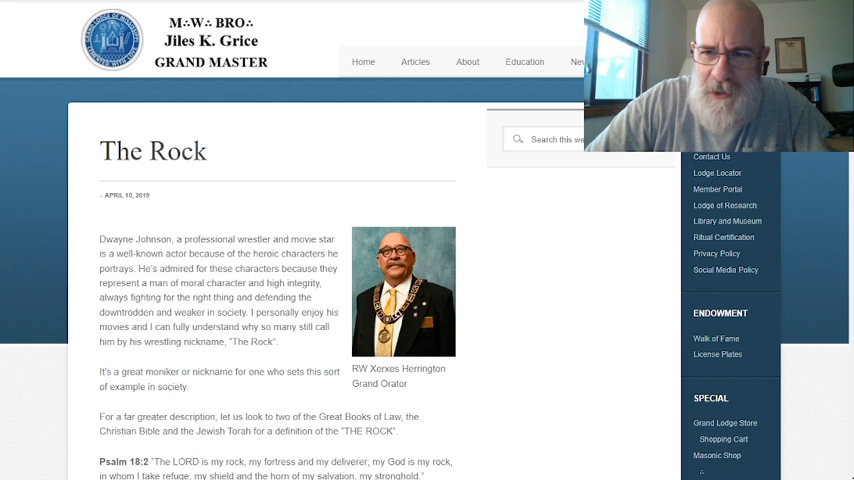 M∴W∴ BRO∴
Jiles K. Grice
GRAND MASTER
Home Articles About Education
The Rock
– APRIL 10, 2019
Search this
Dwayne Johnson, a professional wrestler and movie star
is a well-known actor because of the heroic characters he
portrays. He's admired for these characters because they
represent a man of moral character and high integrity,
always fighting for the right thing and defending the
downtrodden and weaker in society. I personally enjoy his
movies and I can fully understand why so many still call
him by his wrestling nickname, "The Rock".
RW Xerxes Herrington
Grand Orator
It's a great moniker or nickname for one who sets this sort
of example in society.
For a far greater description, let us look to two of the Great Books of Law, the
Christian Bible and the Jewish Torah for a definition of the "THE ROCK".
Psalm 18:2 "The LORD is my rock, my fortress and my deliverer; my God is my rock,
in whom I take refuge, my shield and the horn of my salvation, my stronghold."
Contact Us
Lodge Locator
Member Portal
Lodge of Research
Library and Museum
Ritual Certification
Privacy Policy
Social Media Policy
ENDOWMENT
Walk of Fame
License Plates
SPECIAL
Grand Lodge Store
Shopping Cart
Masonic Shop